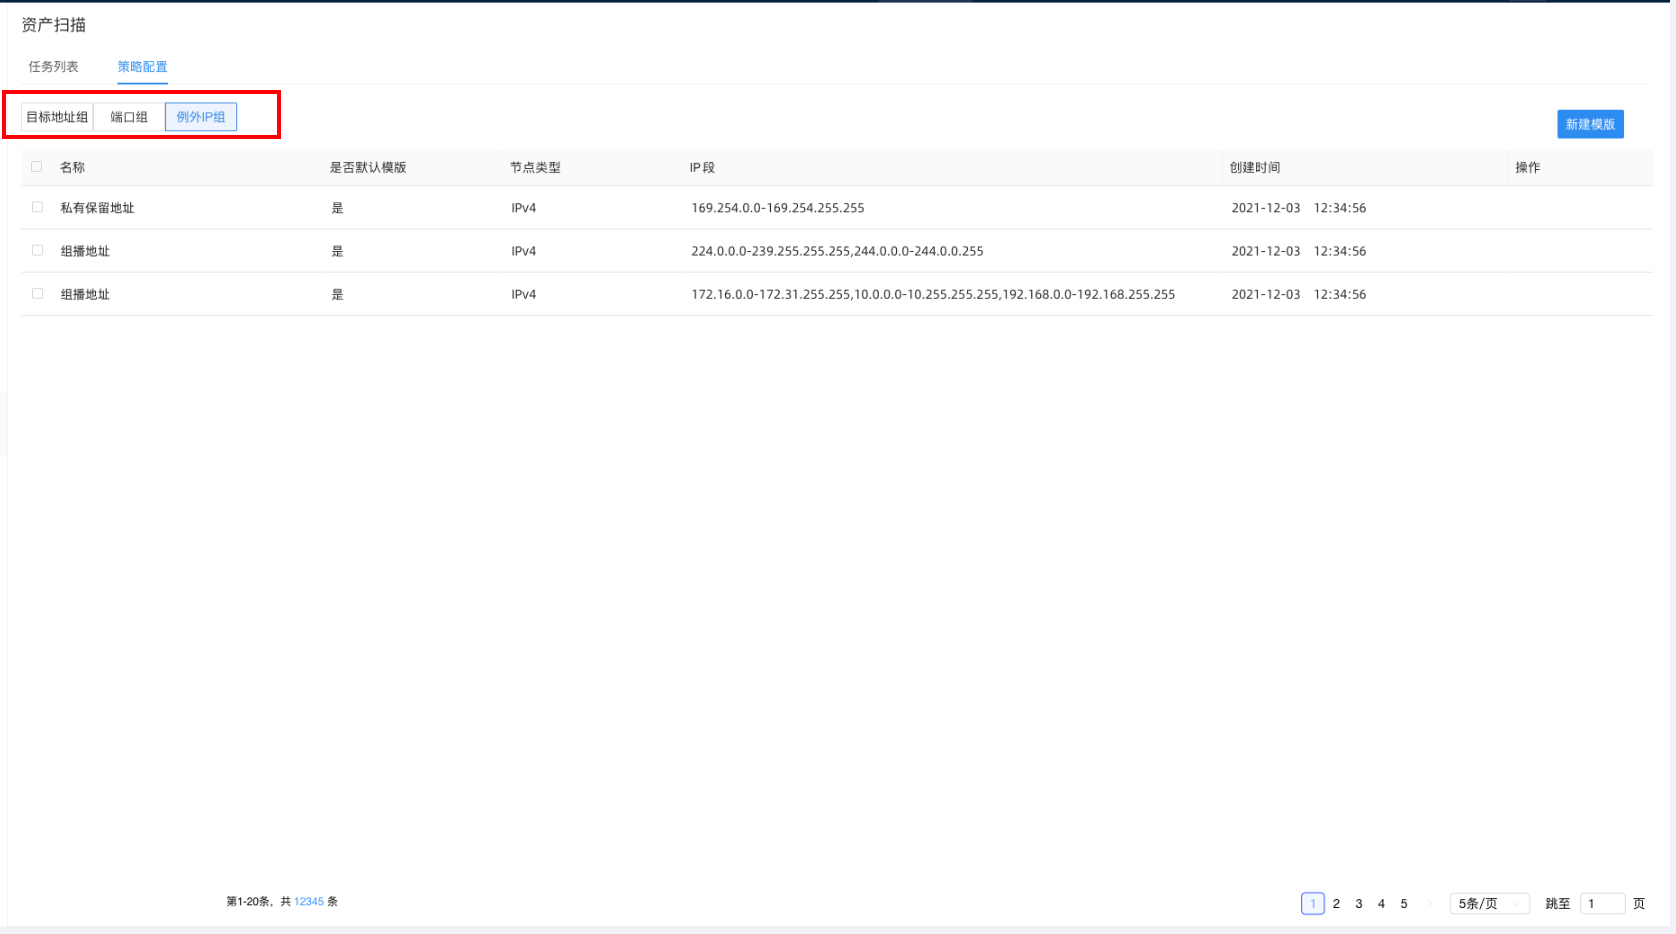 资产扫描
任务列表 策略配置
目标地址组 端口组 例外IP组
新建模版
名称 是否默认模版 节点类型 IP段 创建时间 操作
私有保留地址 是 IPv4 169.254.0.0-169.254.255.255 2021-12-03 12:34:56
组播地址 是 IPv4 224.0.0.0-239.255.255.255,244.0.0.0-244.0.0.255 2021-12-03 12:34:56
组播地址 是 IPv4 172.16.0.0-172.31.255.255,10.0.0.0-10.255.255.255,192.168.0.0-192.168.255.255 2021-12-03 12:34:56
第1-20条，共 12345 条 1 2 3 4 5 5条/页 跳至 1 页